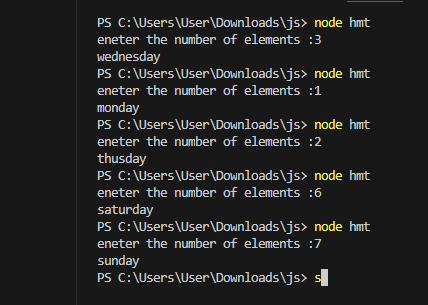 PS C:\Users\User\Downloads\js> node hmt
eneter the number of elements :3
wednesday
PS C:\Users\User\Downloads\js> node hmt
eneter the number of elements :1
monday
PS C:\Users\User\Downloads\js> node hmt
eneter the number of elements :2
thusday
PS C:\Users\User\Downloads\js> node hmt
eneter the number of elements :6
saturday
PS C:\Users\User\Downloads\js> node hmt
eneter the number of elements :7
sunday
PS C:\Users\User\Downloads\js> s